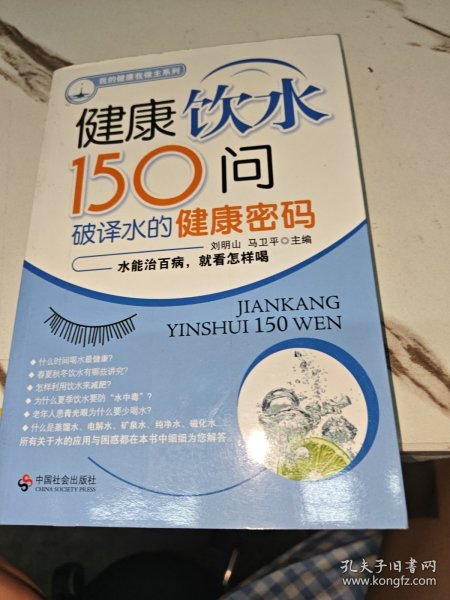 我的健康我做主系列
健康饮水
150问
破译水的健康密码
刘明山 马卫平◎主编
水能治百病，就看怎样喝
JIANKANG
YINSHUI 150 WEN
◆ 什么时间喝水最健康？
◆ 春夏秋冬饮水有哪些讲究？
◆ 怎样利用饮水来减肥？
◆ 为什么夏季饮水要防“水中毒”？
◆ 老年人患青光眼为什么要少喝水？
◆ 什么是蒸馏水、电解水、矿泉水、纯净水、磁化水……
所有关于水的应用与困惑都在本书中细细为您解答
中国社会出版社
CHINA SOCIETY PRESS
孔夫子旧书网
www.kongfz.com